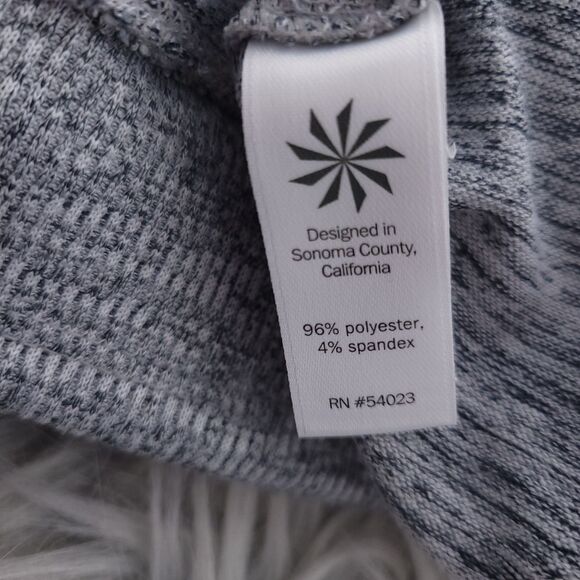 Designed in
Sonoma County,
California
96% polyester,
4% spandex
RN #54023